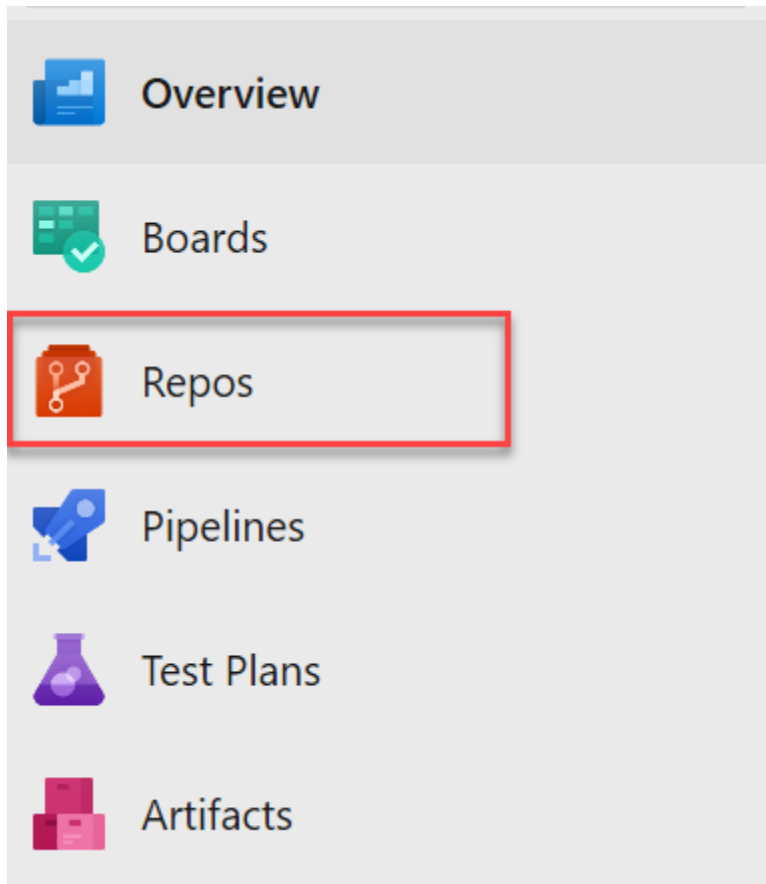 Overview
Boards
Repos
Pipelines
Test Plans
Artifacts